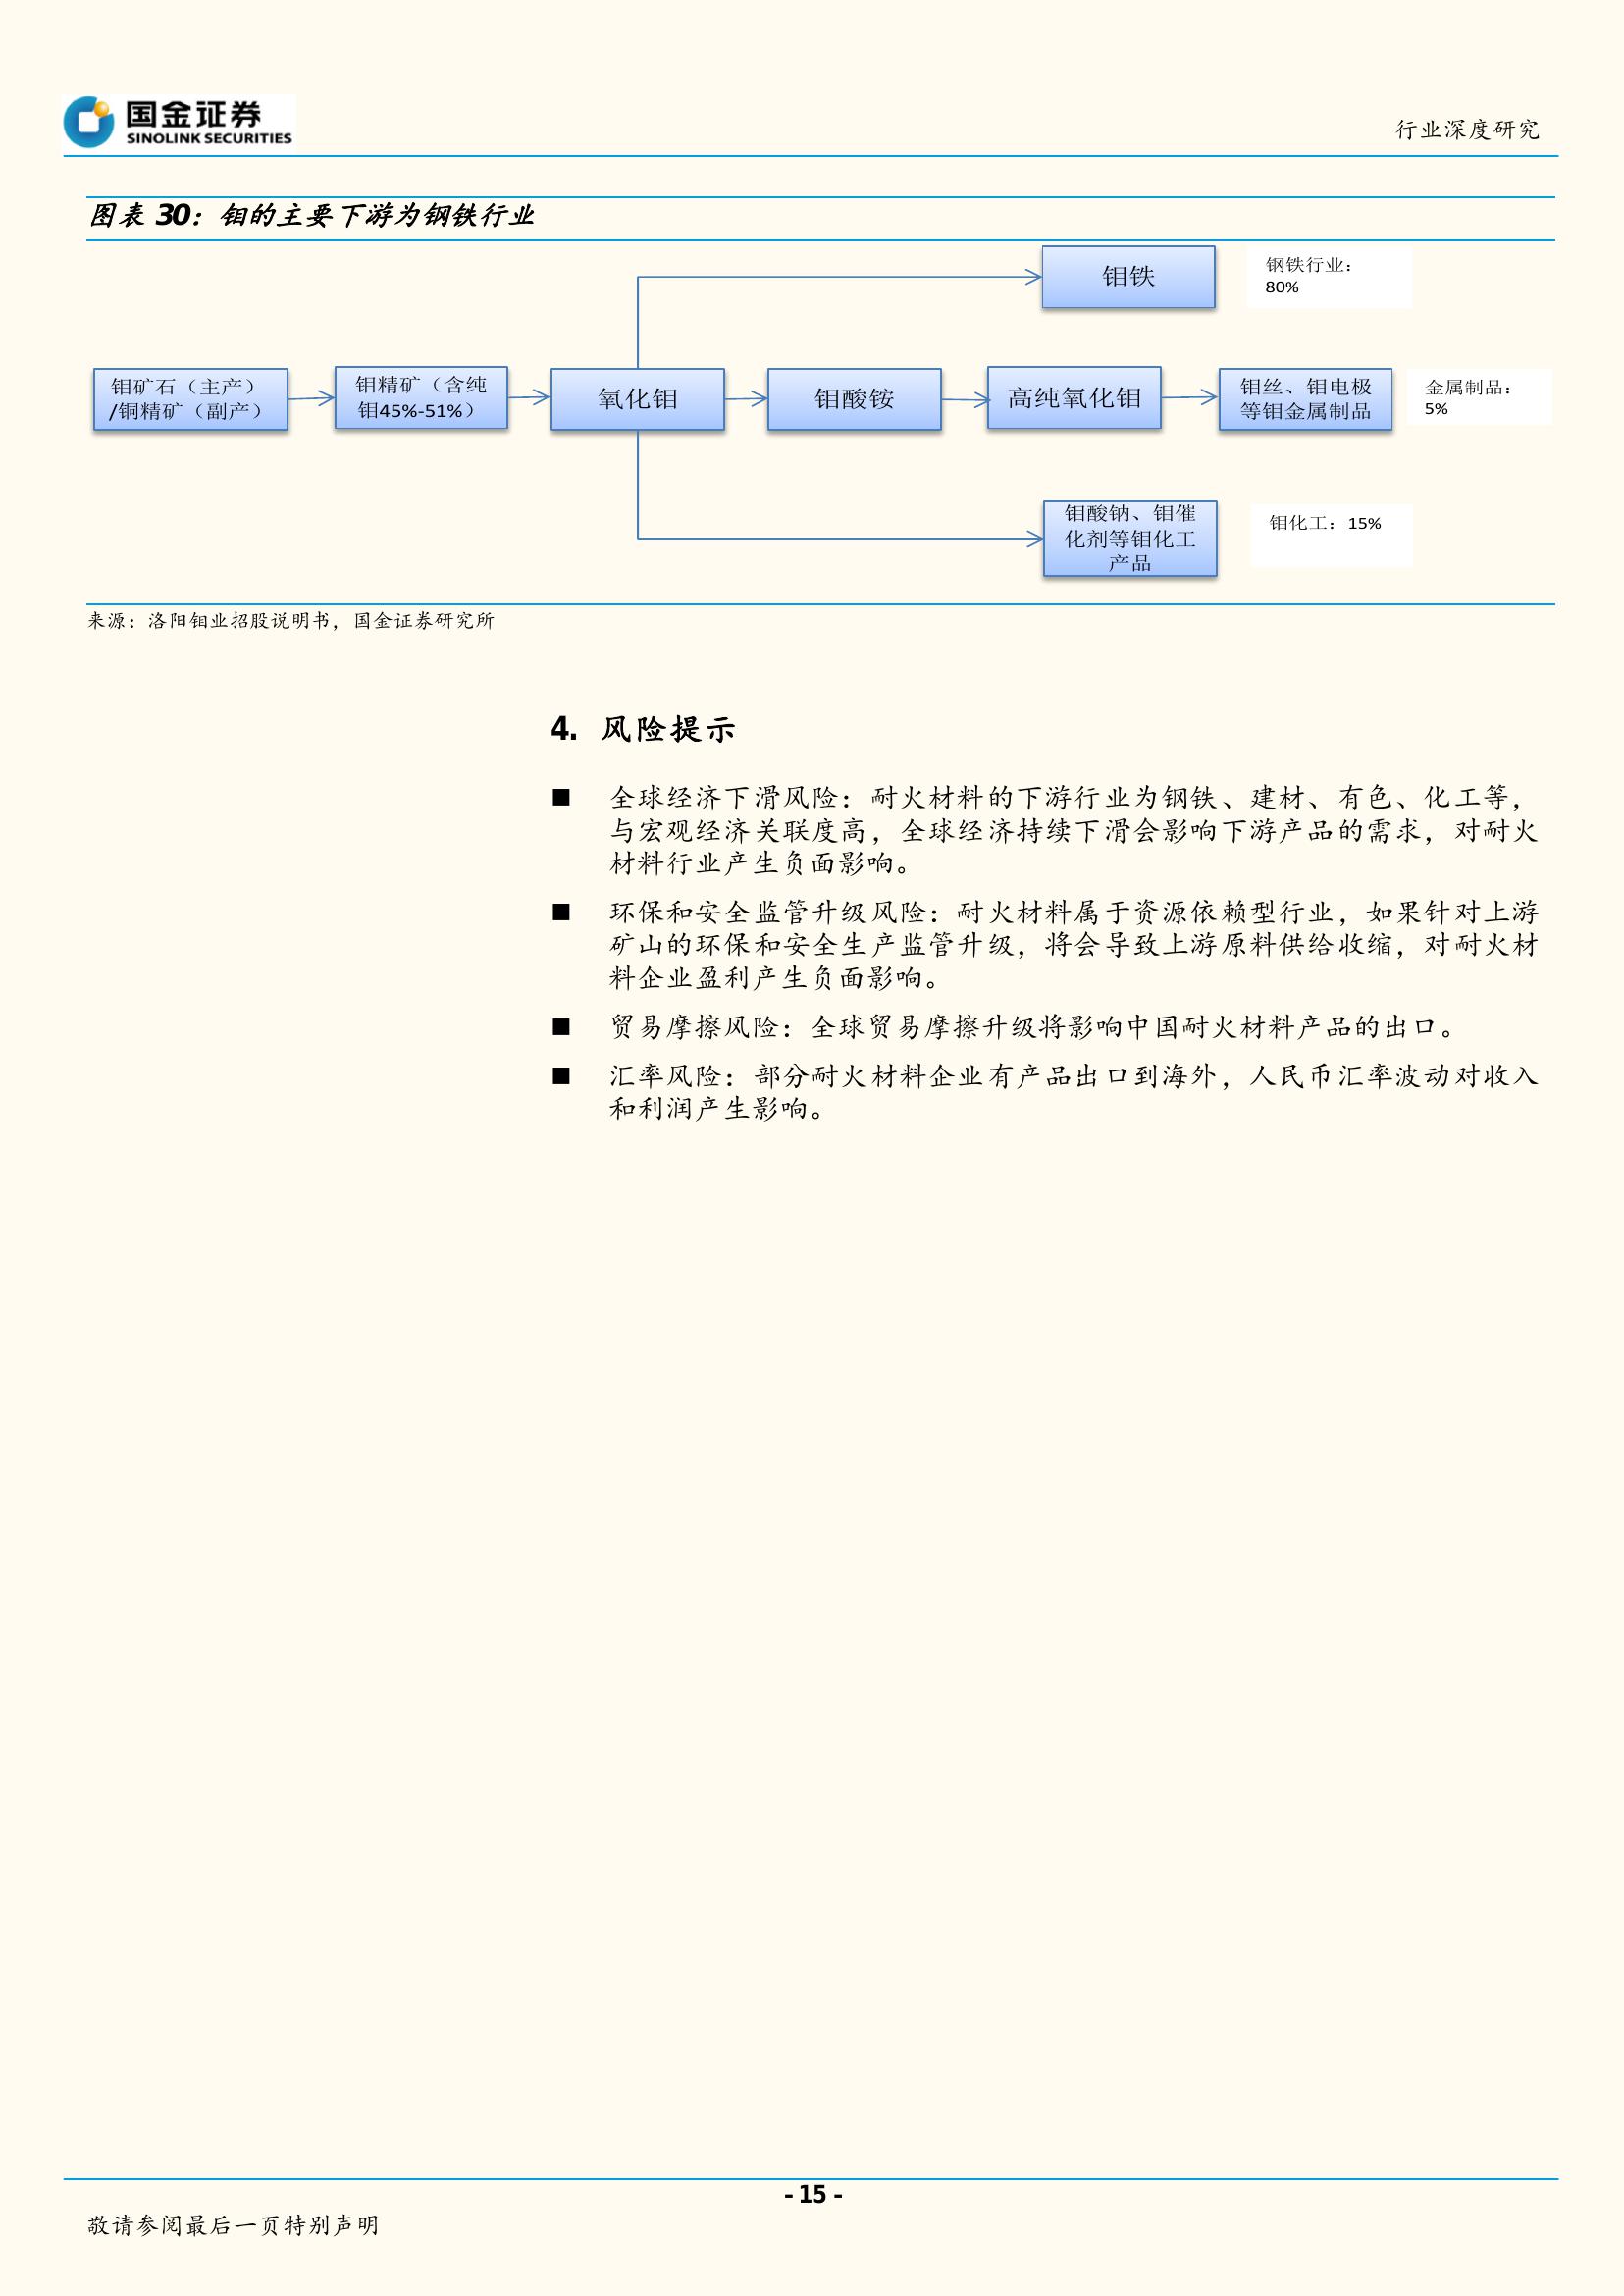 国金证券
SINOLINK SECURITIES
行业深度研究
图表 30：钼的主要下游为钢铁行业
钼铁
钢铁行业：
80%
钼矿石（主产）
/铜精矿（副产）
钼精矿（含纯
钼45%-51%）
氧化钼
钼酸铵
高纯氧化钼
钼丝、钼电极
等钼金属制品
金属制品：
5%
钼酸钠、钼催
化剂等钼化工
产品
钼化工：15%
来源：洛阳钼业招股说明书，国金证券研究所
4. 风险提示
■ 全球经济下滑风险：耐火材料的下游行业为钢铁、建材、有色、化工等，
与宏观经济关联度高，全球经济持续下滑会影响下游产品的需求，对耐火
材料行业产生负面影响。
■ 环保和安全监管升级风险：耐火材料属于资源依赖型行业，如果针对上游
矿山的环保和安全生产监管升级，将会导致上游原料供给收缩，对耐火材
料企业盈利产生负面影响。
■ 贸易摩擦风险：全球贸易摩擦升级将影响中国耐火材料产品的出口。
■ 汇率风险：部分耐火材料企业有产品出口到海外，人民币汇率波动对收入
和利润产生影响。
- 15 -
敬请参阅最后一页特别声明